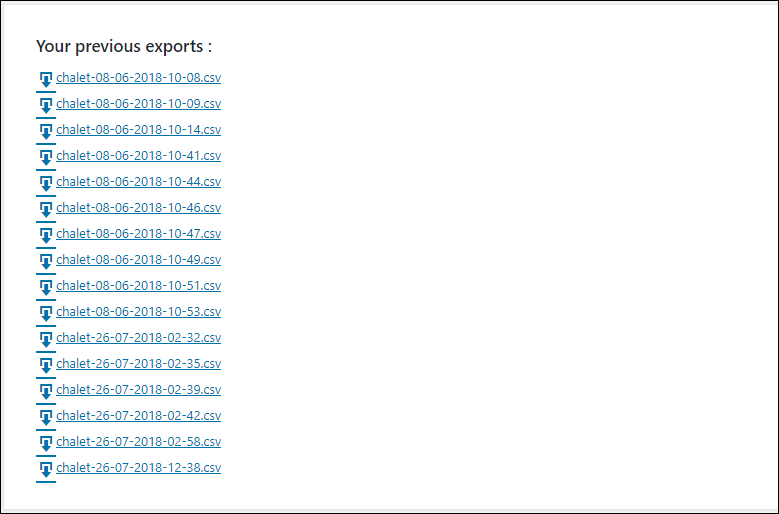 Your previous exports :
chalet-08-06-2018-10-08.csv
chalet-08-06-2018-10-09.csv
chalet-08-06-2018-10-14.csv
chalet-08-06-2018-10-41.csv
chalet-08-06-2018-10-44.csv
chalet-08-06-2018-10-46.csv
chalet-08-06-2018-10-47.csv
chalet-08-06-2018-10-49.csv
chalet-08-06-2018-10-51.csv
chalet-08-06-2018-10-53.csv
chalet-26-07-2018-02-32.csv
chalet-26-07-2018-02-35.csv
chalet-26-07-2018-02-39.csv
chalet-26-07-2018-02-42.csv
chalet-26-07-2018-02-58.csv
chalet-26-07-2018-12-38.csv